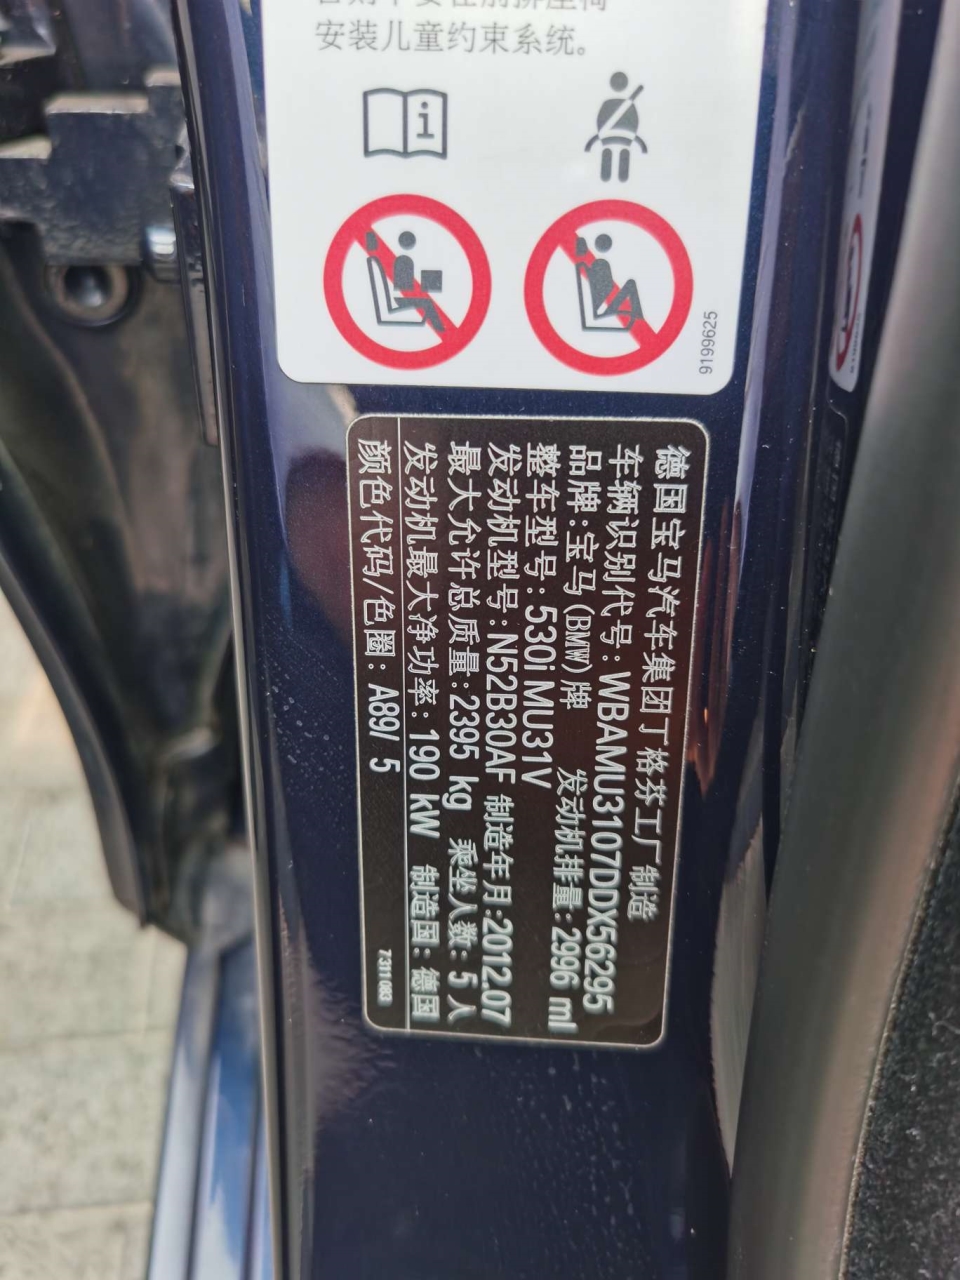 安装儿童约束系统。
9199625
德国宝马汽车集团丁格芬工厂制造
车辆识别代号：WBAMU3107DDX56295
品牌：宝马(BMW)牌 发动机排量：2996 ml
整车型号：530i MU31V
发动机型号：N52B30AF 制造年月：2012.07
最大允许总质量：2395 kg 乘坐人数：5人
发动机最大净功率：190 kW 制造国：德国
颜色代码/色圈：A89/ 5
7311083